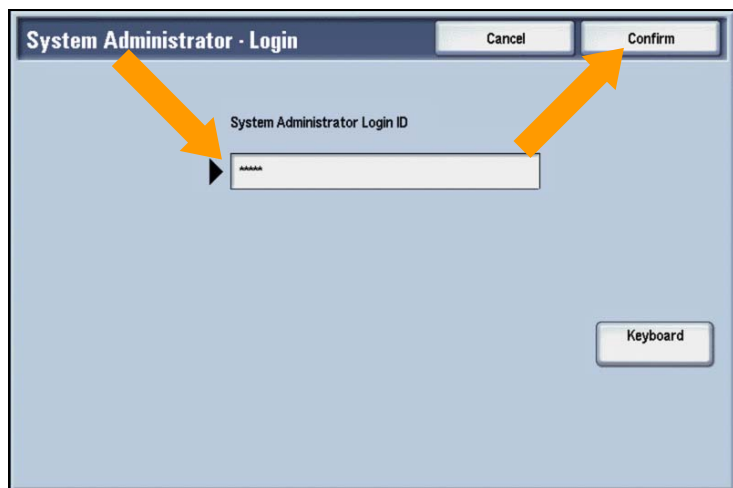 System Administrator - Login
Cancel
Confirm
System Administrator Login ID
*****
Keyboard